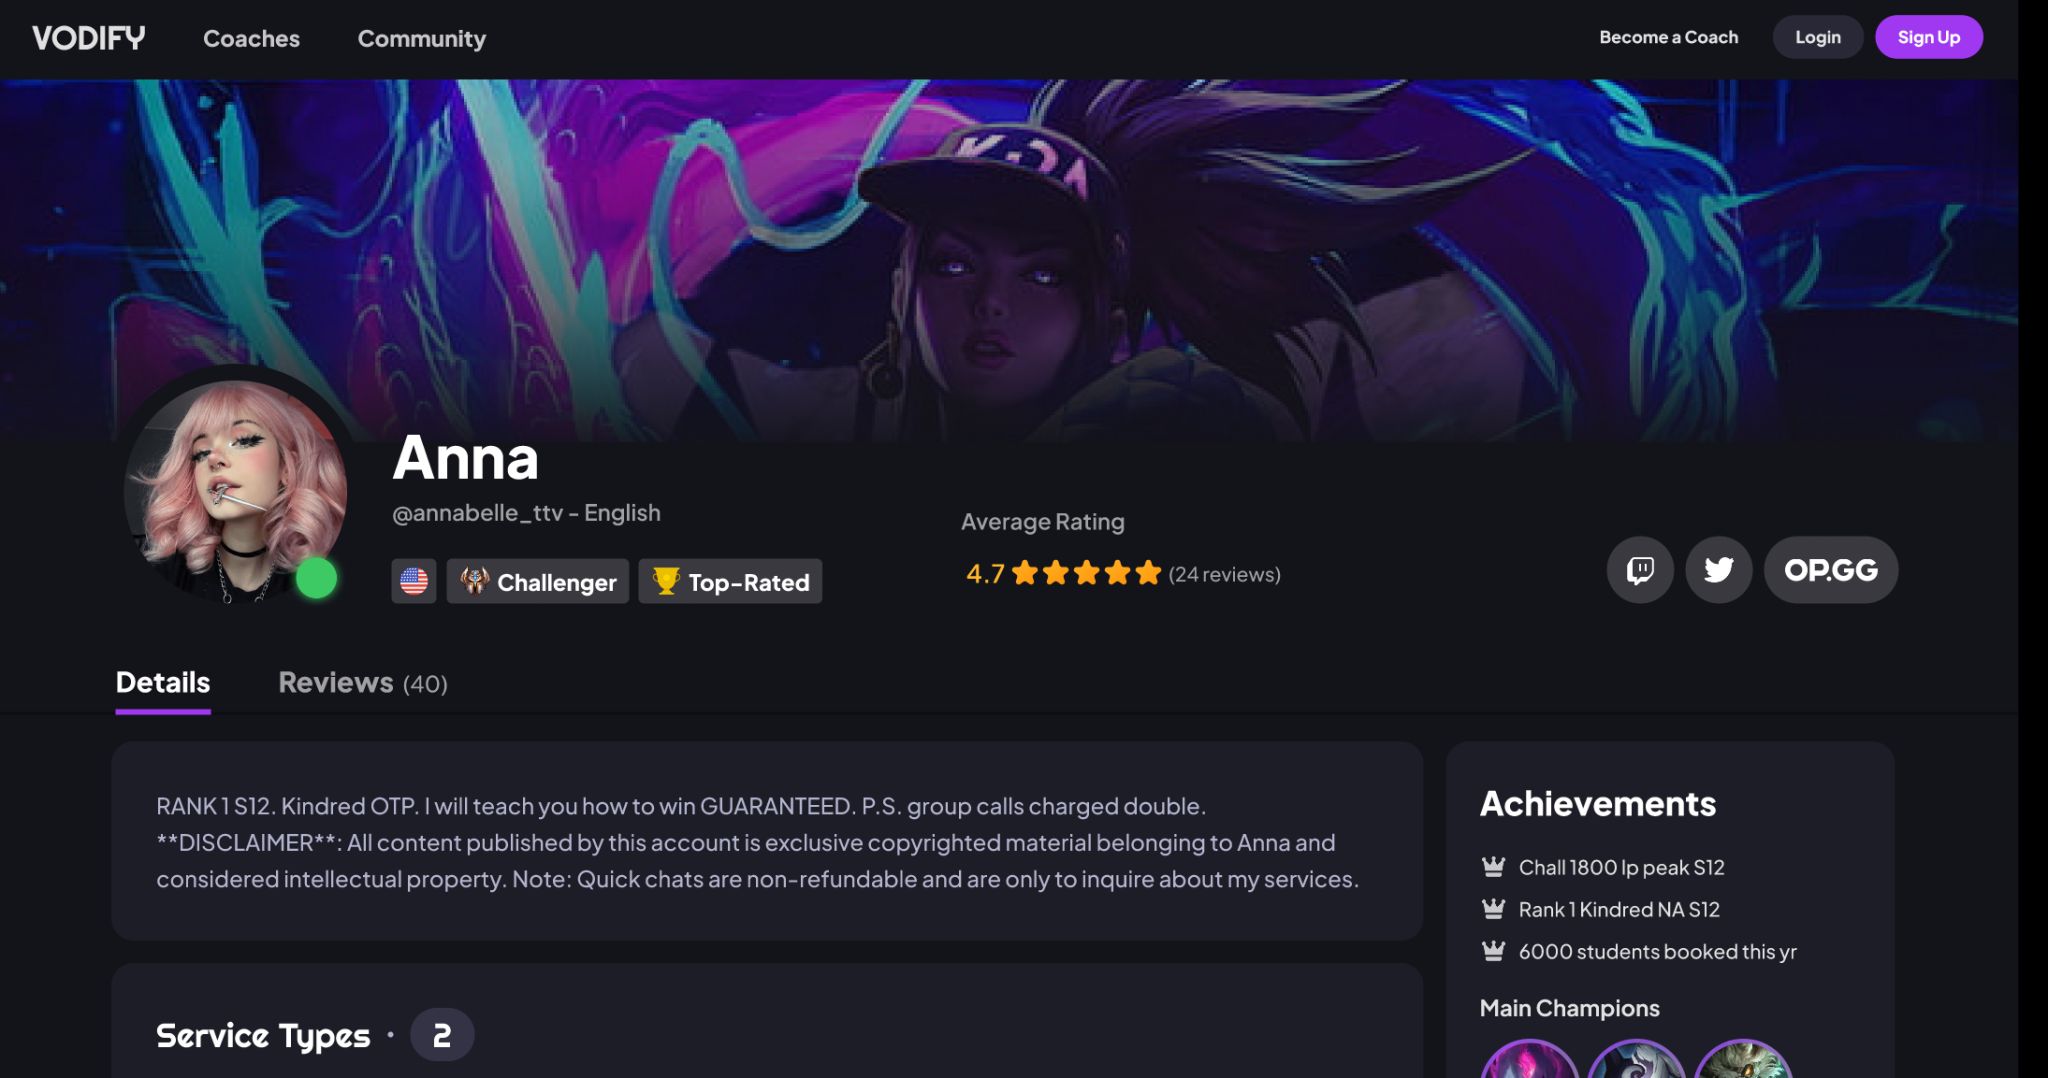 VODIFY
Coaches
Community
Become a Coach
Login
Sign Up
K/DA
Anna
@annabelle_ttv - English
Challenger
Top-Rated
Average Rating
4.7
(24 reviews)
OP.GG
Details
Reviews (40)
RANK 1 S12. Kindred OTP. I will teach you how to win GUARANTEED. P.S. group calls charged double.
**DISCLAIMER**: All content published by this account is exclusive copyrighted material belonging to Anna and
considered intellectual property. Note: Quick chats are non-refundable and are only to inquire about my services.
Service Types · 2
Achievements
Chall 1800 lp peak S12
Rank 1 Kindred NA S12
6000 students booked this yr
Main Champions